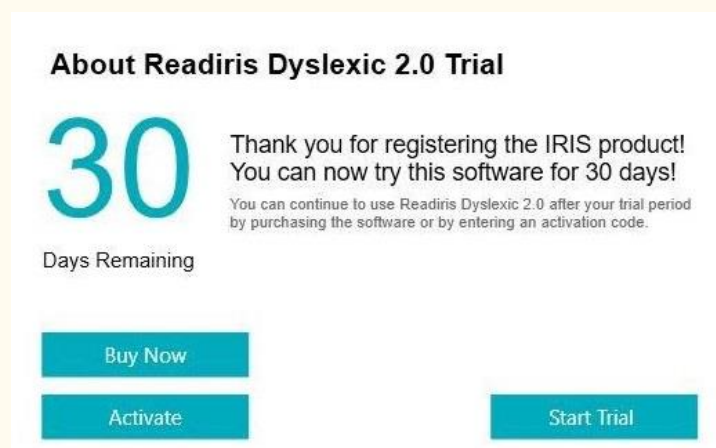 About Readiris Dyslexic 2.0 Trial
30
Days Remaining
Thank you for registering the IRIS product!
You can now try this software for 30 days!
You can continue to use Readiris Dyslexic 2.0 after your trial period
by purchasing the software or by entering an activation code.
Buy Now
Activate
Start Trial